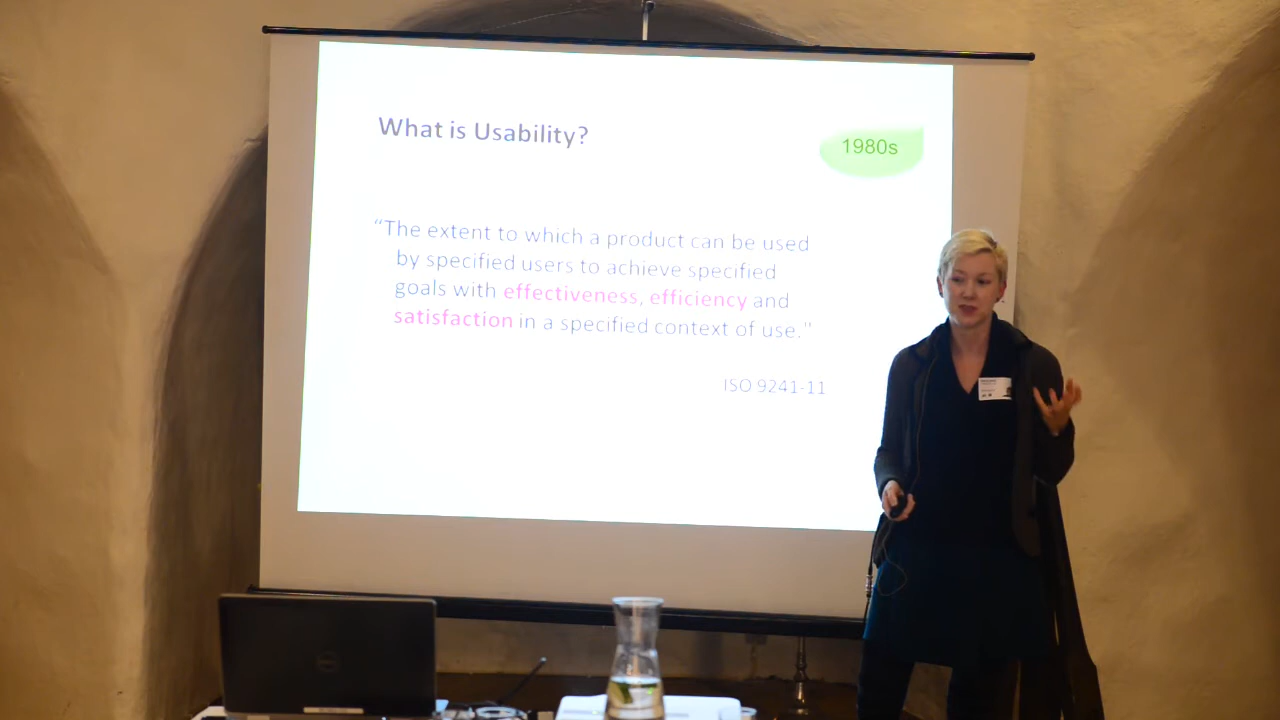 What is Usability?
1980s
“The extent to which a product can be used
by specified users to achieve specified
goals with effectiveness, efficiency and
satisfaction in a specified context of use."
ISO 9241-11